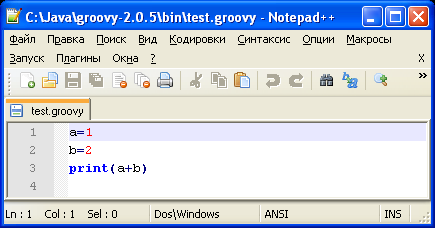 C:\Java\groovy-2.0.5\bin\test.groovy - Notepad++
Файл Правка Поиск Вид Кодировки Синтаксис Опции Макросы
Запуск Плагины Окна ? X
test.groovy
1 a=1
2 b=2
3 print(a+b)
4
Ln : 1 Col : 1 Sel : 0 Dos\Windows ANSI INS